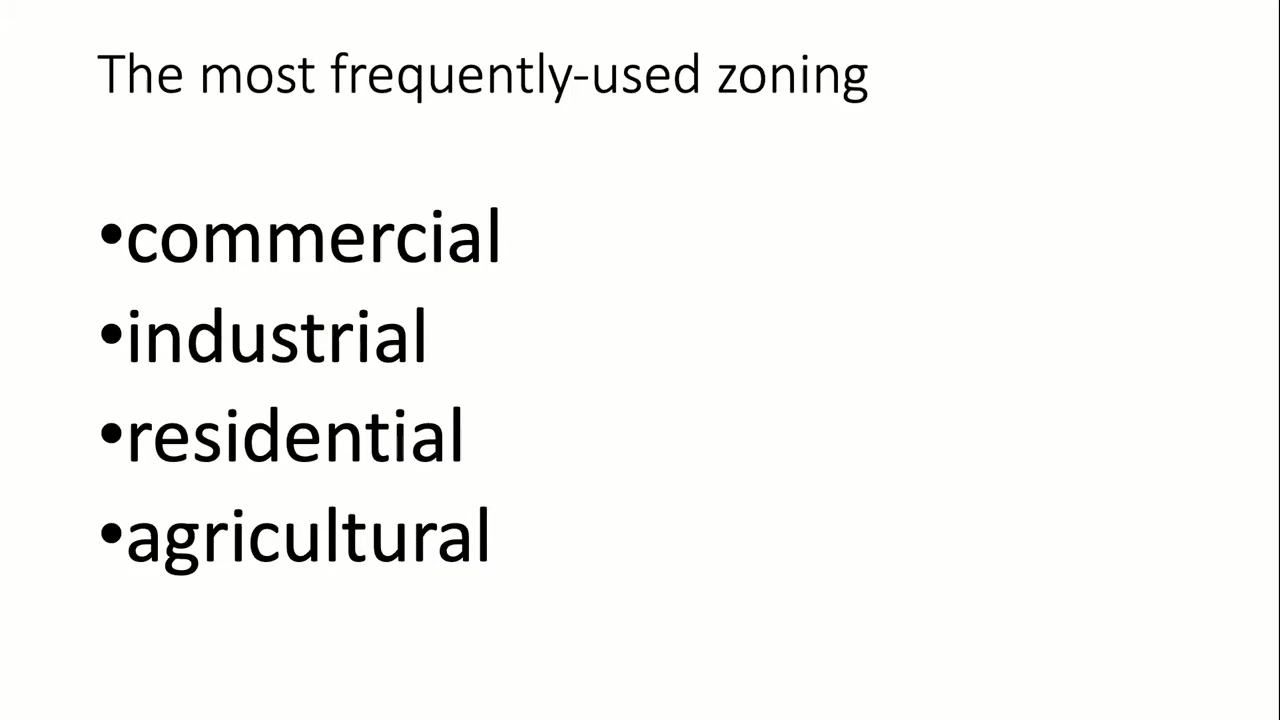 The most frequently-used zoning
•commercial
•industrial
•residential
•agricultural